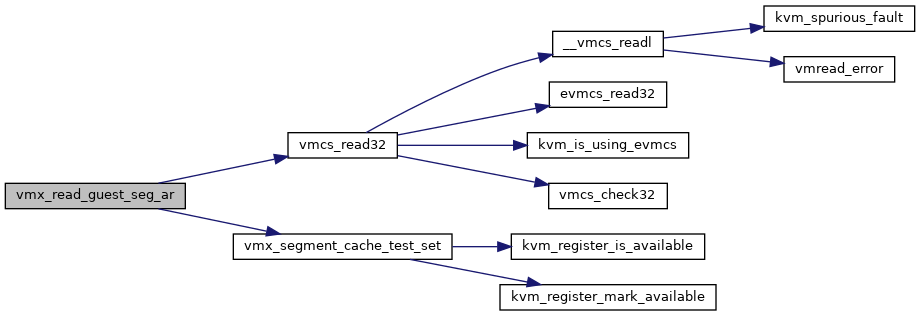 vmx_read_guest_seg_ar
vmcs_read32
__vmcs_readl
kvm_spurious_fault
vmread_error
evmcs_read32
kvm_is_using_evmcs
vmcs_check32
vmx_segment_cache_test_set
kvm_register_is_available
kvm_register_mark_available